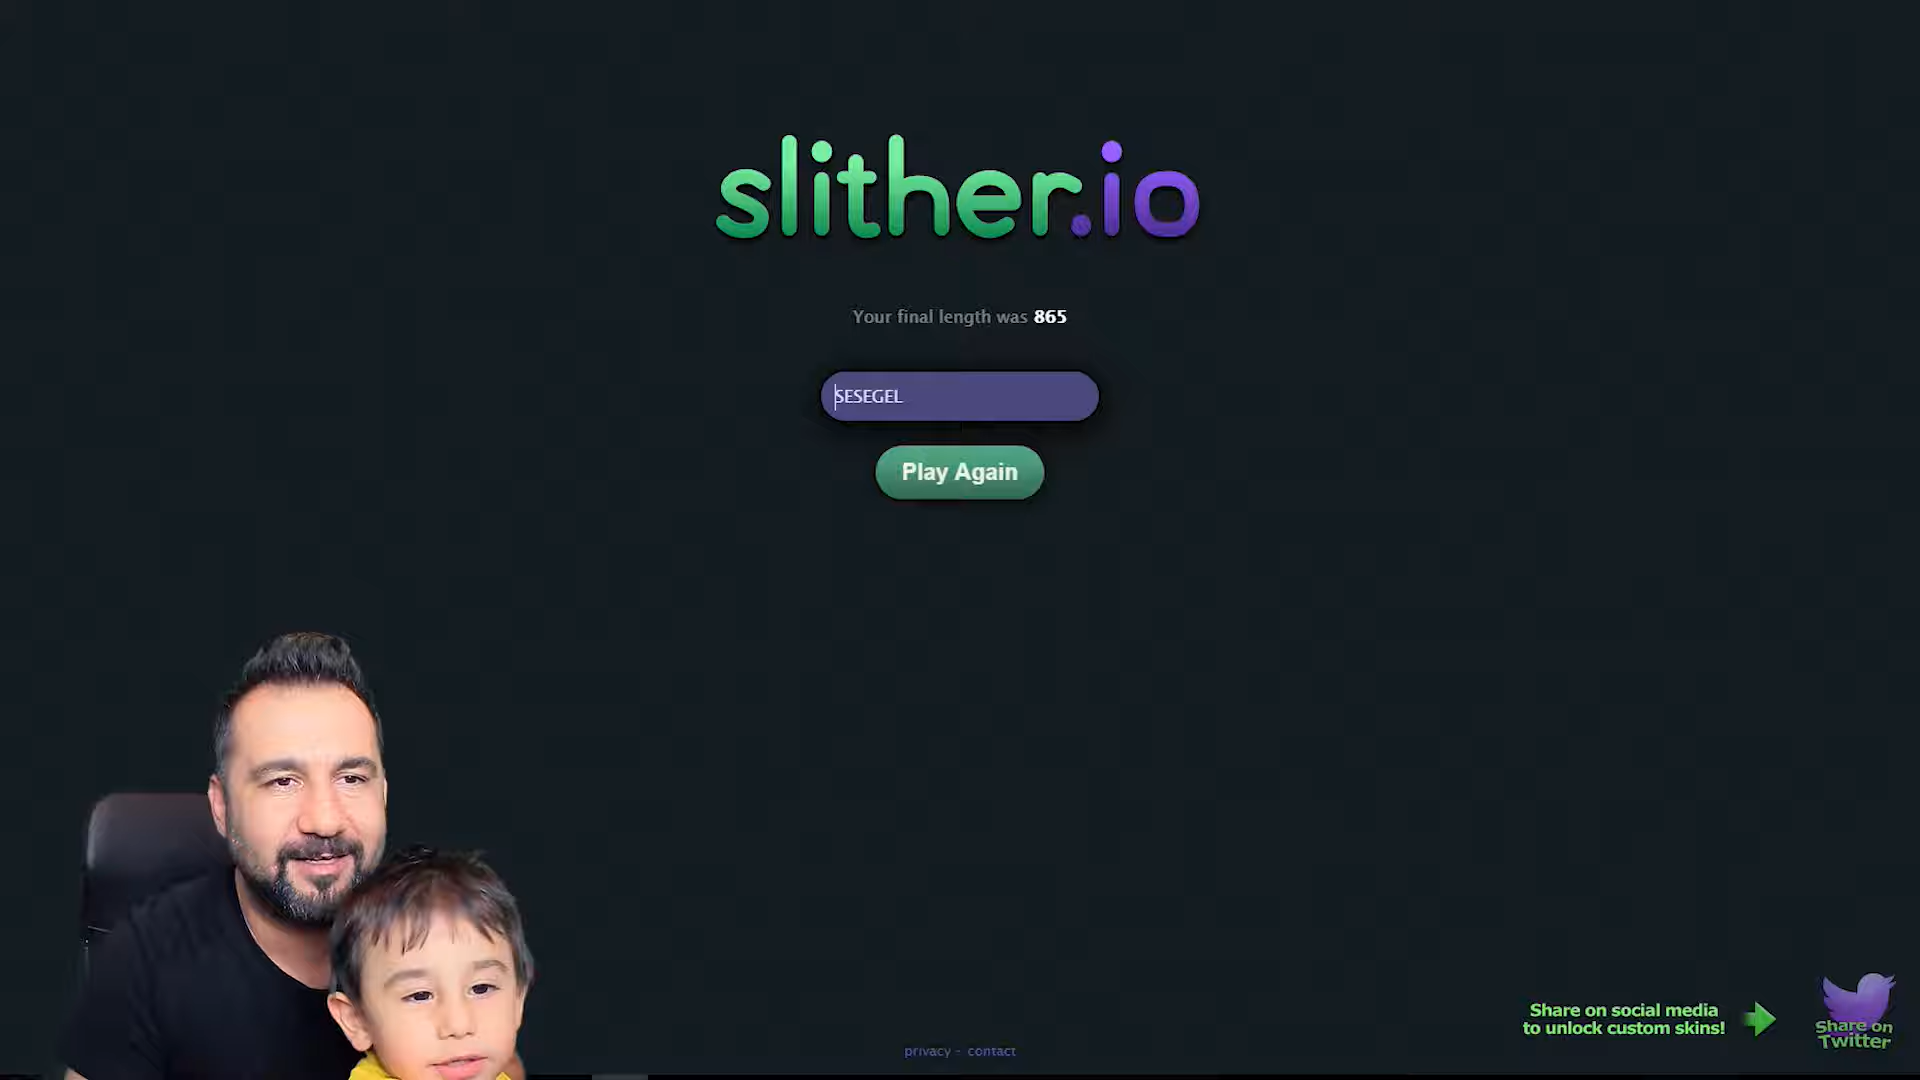 slither.io
Your final length was 865
SESEGEL
Play Again
Share on social media
to unlock custom skins!
Share on
Twitter
privacy - contact